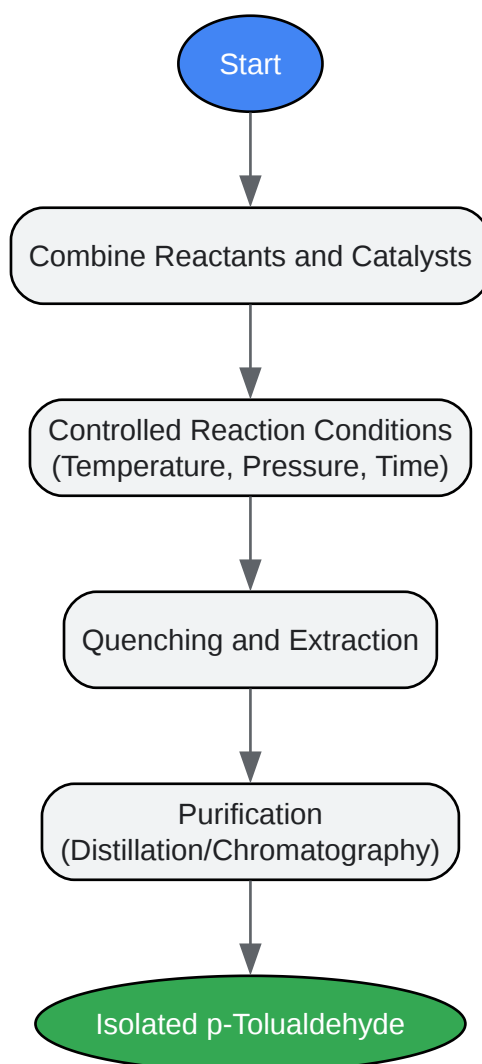 Start
Combine Reactants and Catalysts
Controlled Reaction Conditions
(Temperature, Pressure, Time)
Quenching and Extraction
Purification
(Distillation/Chromatography)
Isolated p-Tolualdehyde